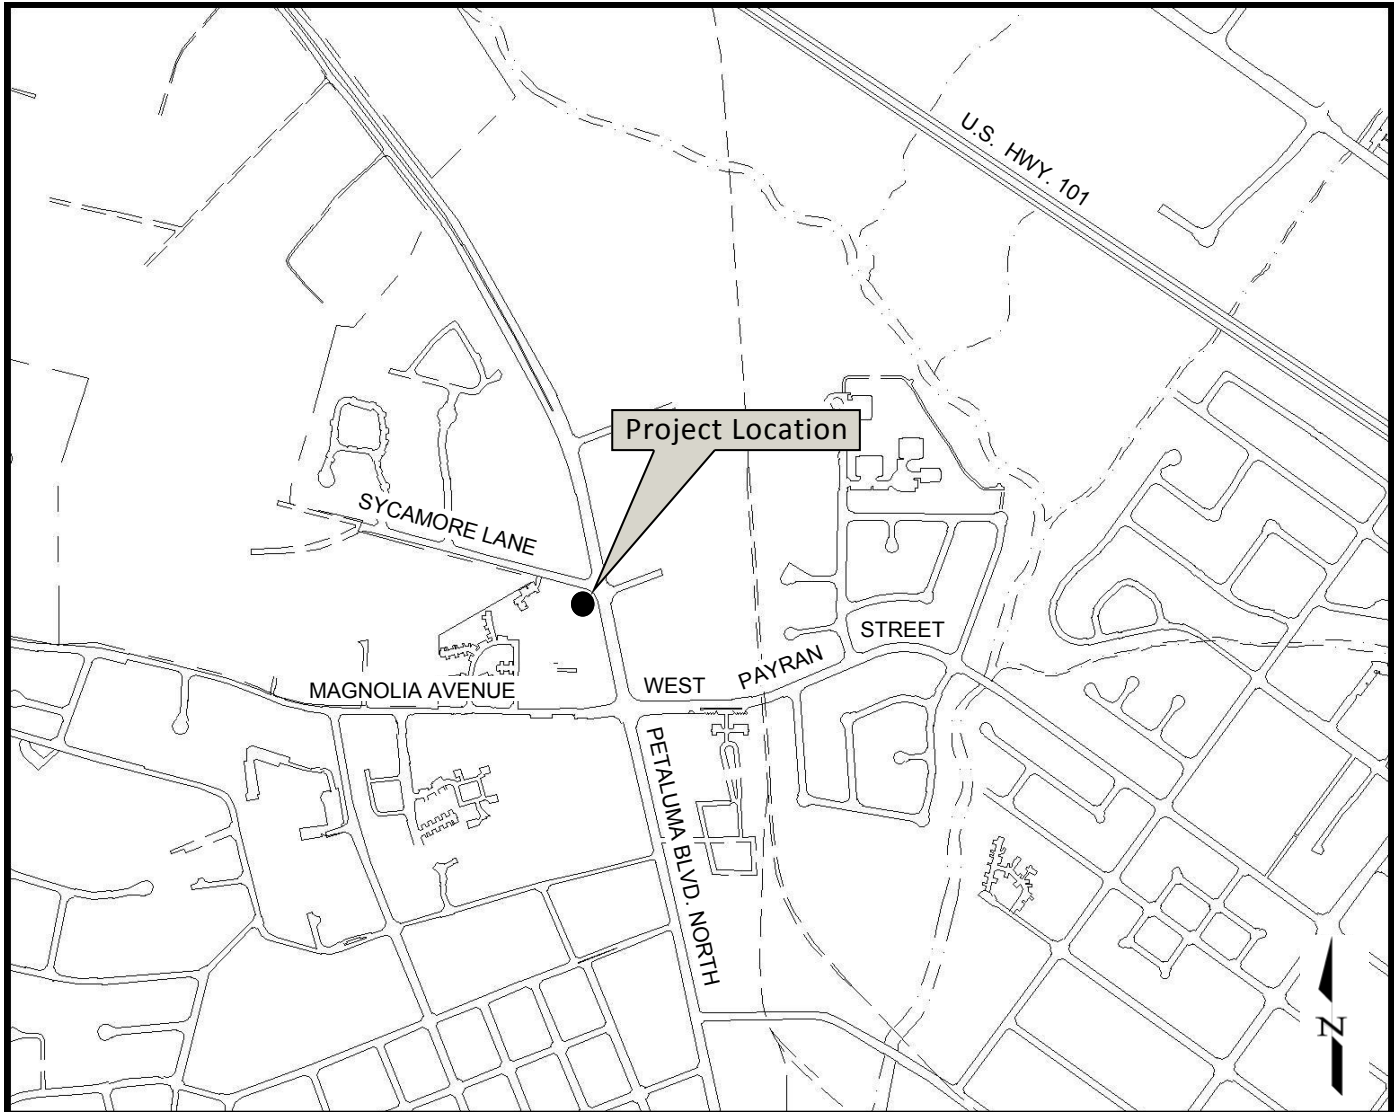 U.S. HWY. 101
Project Location
SYCAMORE LANE
STREET
PAYRAN
WEST
MAGNOLIA AVENUE
PETALUMA BLVD. NORTH
N